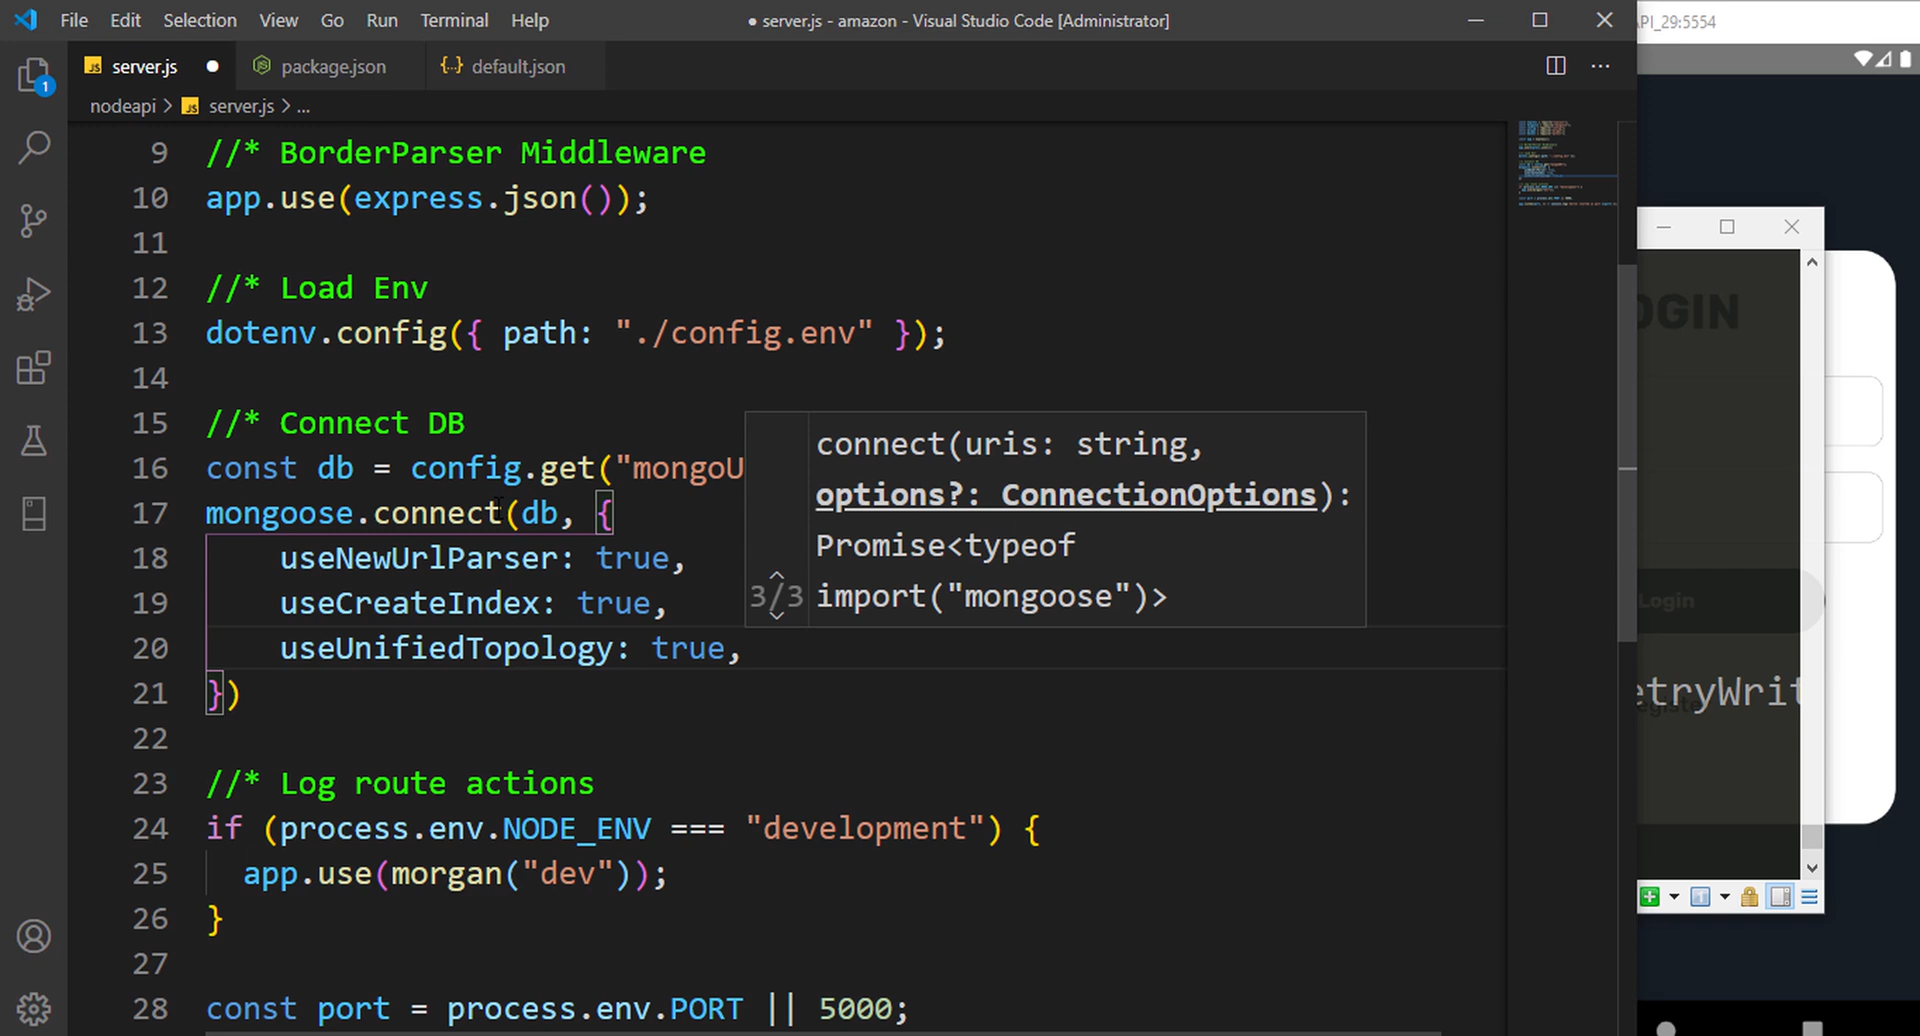 File Edit Selection View Go Run Terminal Help
● server.js - amazon - Visual Studio Code [Administrator]
API_29:5554
JS server.js ● package.json {..} default.json
1
nodeapi > JS server.js > ...
9 //* BorderParser Middleware
10 app.use(express.json());
11
12 //* Load Env
13 dotenv.config({ path: "./config.env" });
14
15 //* Connect DB
16 const db = config.get("mongoU
17 mongoose.connect(db, {
18 useNewUrlParser: true,
19 useCreateIndex: true,
20 useUnifiedTopology: true,
21 })
22
23 //* Log route actions
24 if (process.env.NODE_ENV === "development") {
25 app.use(morgan("dev"));
26 }
27
28 const port = process.env.PORT || 5000;
connect(uris: string,
options?: ConnectionOptions):
Promise<typeof
3/3 import("mongoose")>
OGIN
Login
etryWrit